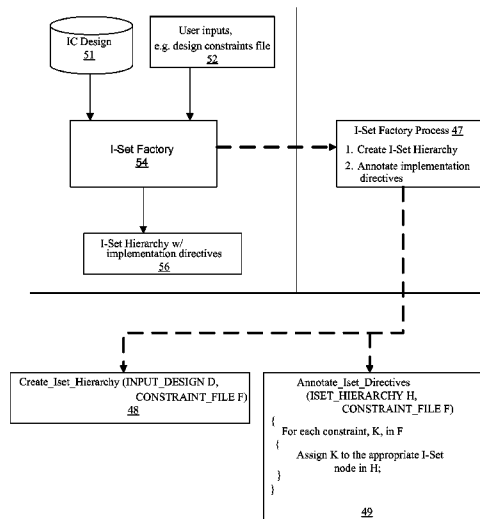 IC Design
51
User inputs,
e.g. design constraints file
52
I-Set Factory
54
I-Set Factory Process 47
1. Create I-Set Hierarchy
2. Annotate implementation
directives
I-Set Hierarchy w/
implementation directives
56
Create_Iset_Hierarchy (INPUT_DESIGN D,
CONSTRAINT_FILE F)
48
Annotate_Iset_Directives
(ISET_HIERARCHY H,
CONSTRAINT_FILE F)
{
For each constraint, K, in F
{
Assign K to the appropriate I-Set
node in H;
}
}
49